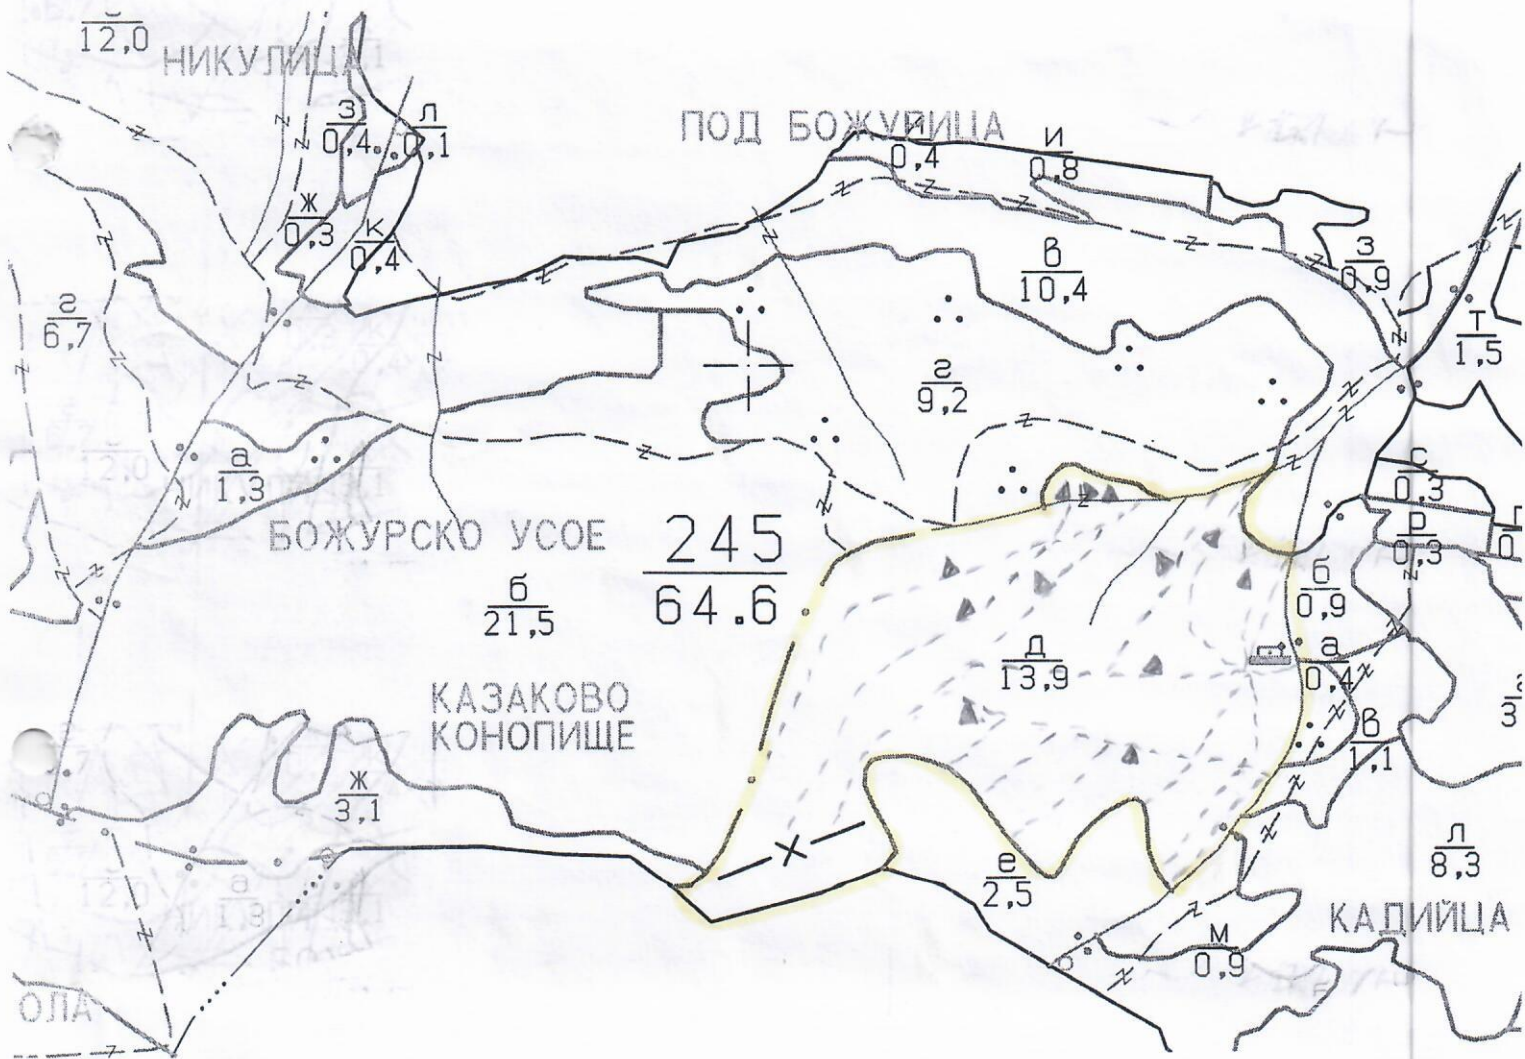 12,0
НИКУЛИЦА
з
0,4
л
0,1
ж
0,3
к
0,4
ПОД БОЖУРИЦА
0,4
и
0,8
з
0,9
в
10,4
г
6,7
т
1,5
г
9,2
а
1,3
с
0,3
р
0,3
БОЖУРСКО УСОЕ
245
64.6
б
21,5
б
0,9
д
13,9
а
0,4
КАЗАКОВО
КОНОПИЩЕ
в
1,1
ж
3,1
е
2,5
л
8,3
КАДИЙЦА
м
0,9
ОЛА